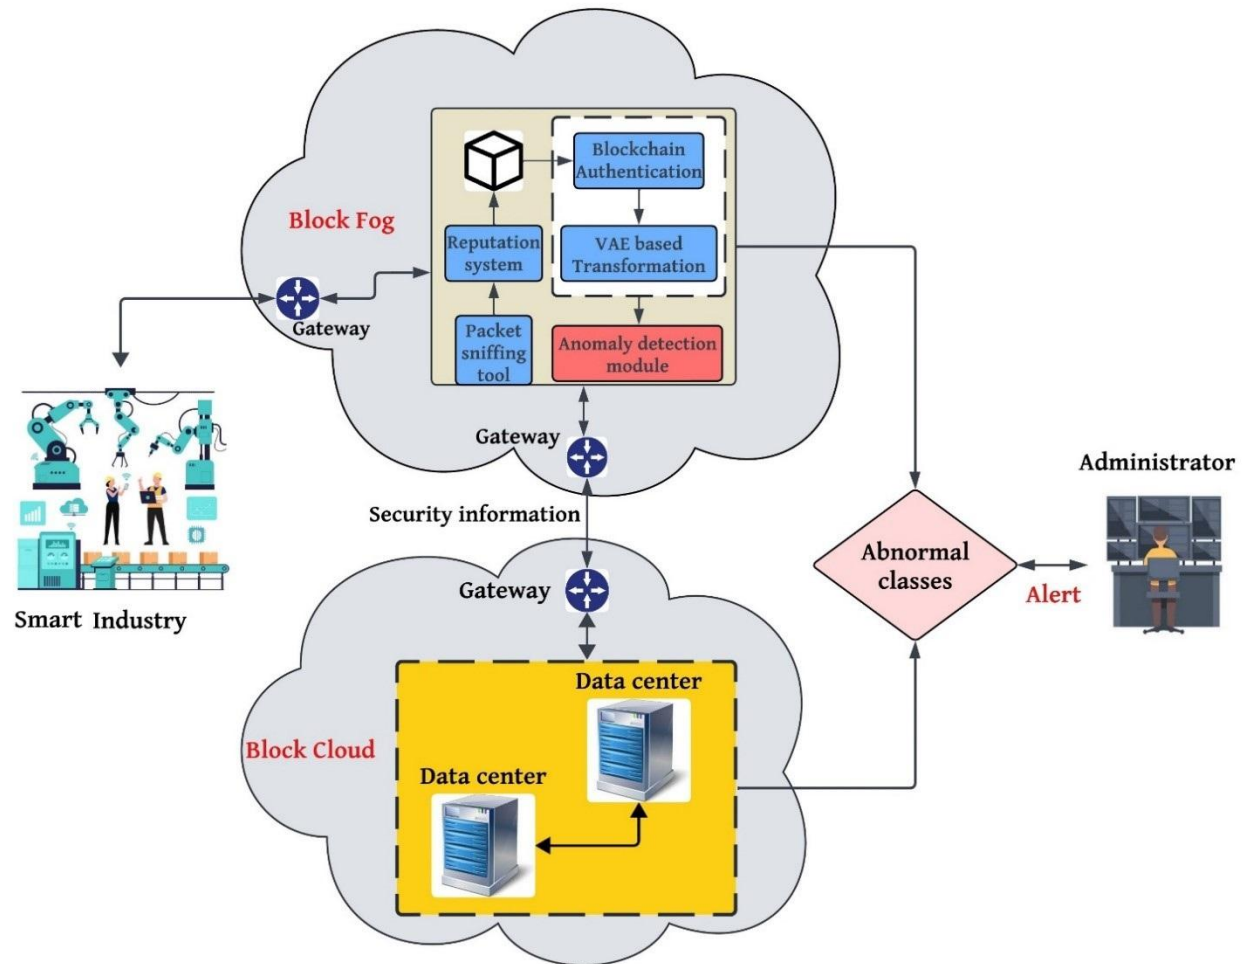 Blockchain
Authentication
Block Fog
Reputation
system
VAE based
Transformation
Gateway
Packet
sniffing
tool
Anomaly detection
module
Gateway
Security information
Gateway
Smart Industry
Abnormal
classes
Administrator
Alert
Data center
Block Cloud
Data center